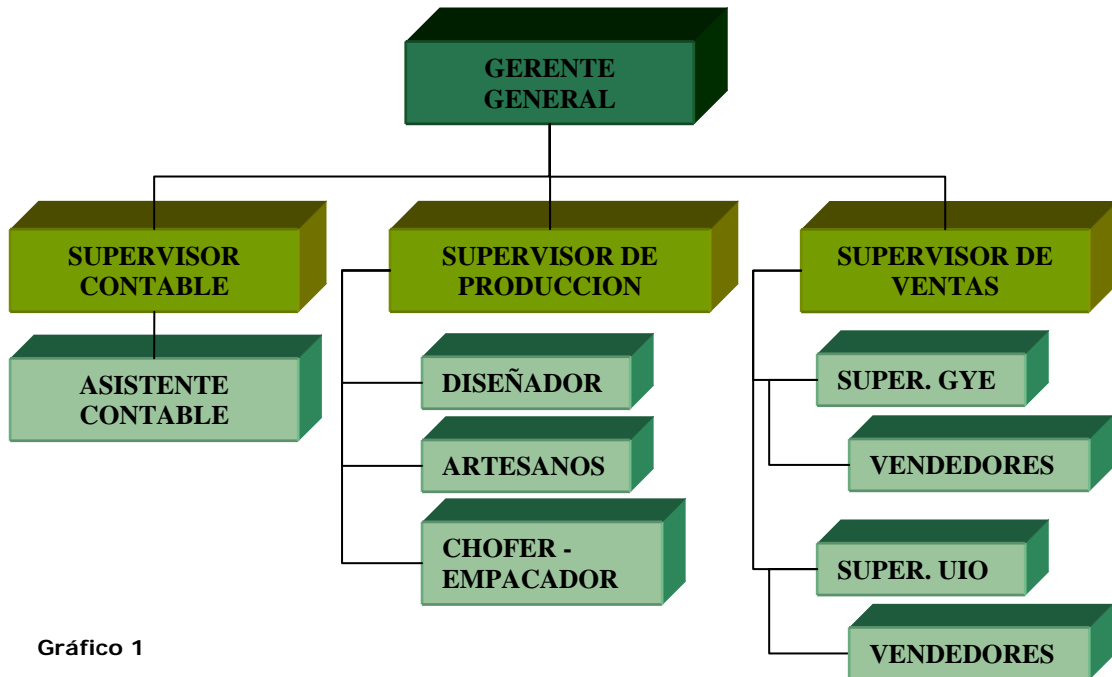 GERENTE
GENERAL
SUPERVISOR
CONTABLE
ASISTENTE
CONTABLE
SUPERVISOR DE
PRODUCCION
DISEÑADOR
ARTESANOS
CHOFER -
EMPACADOR
SUPERVISOR DE
VENTAS
SUPER. GYE
VENDEDORES
SUPER. UIO
VENDEDORES
Gráfico 1